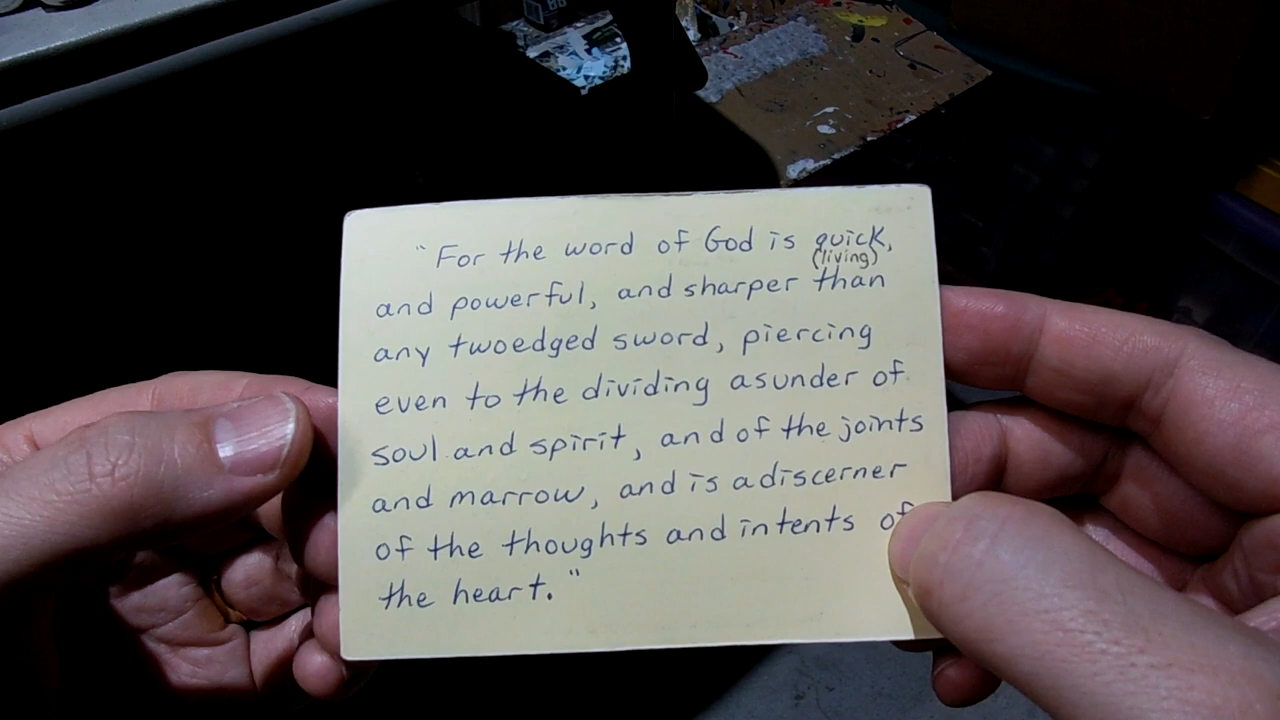 "For the word of God is quick,
(living)
and powerful, and sharper than
any twoedged sword, piercing
even to the dividing asunder of
soul and spirit, and of the joints
and marrow, and is a discerner
of the thoughts and intents of
the heart."